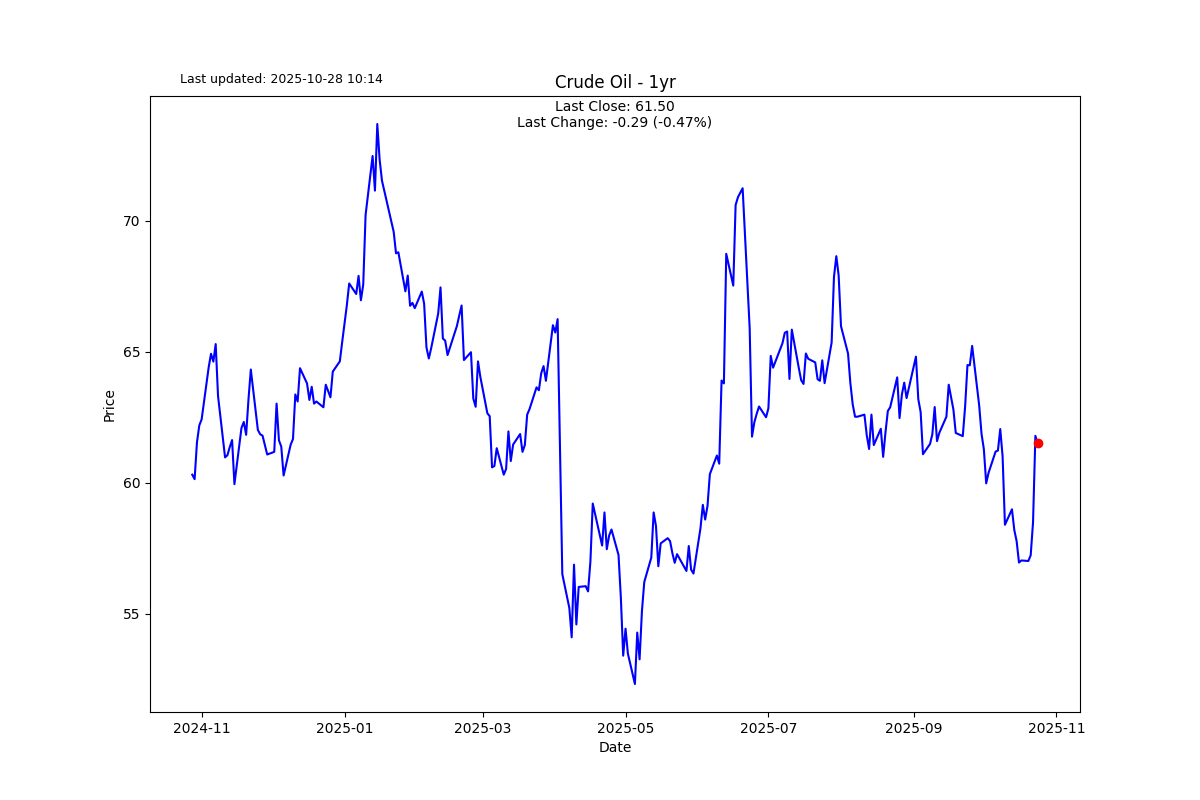 Last updated: 2025-10-28 10:14
Crude Oil - 1yr
Last Close: 61.50
Last Change: -0.29 (-0.47%)
70
65
60
55
Price
2024-11
2025-01
2025-03
2025-05
2025-07
2025-09
2025-11
Date